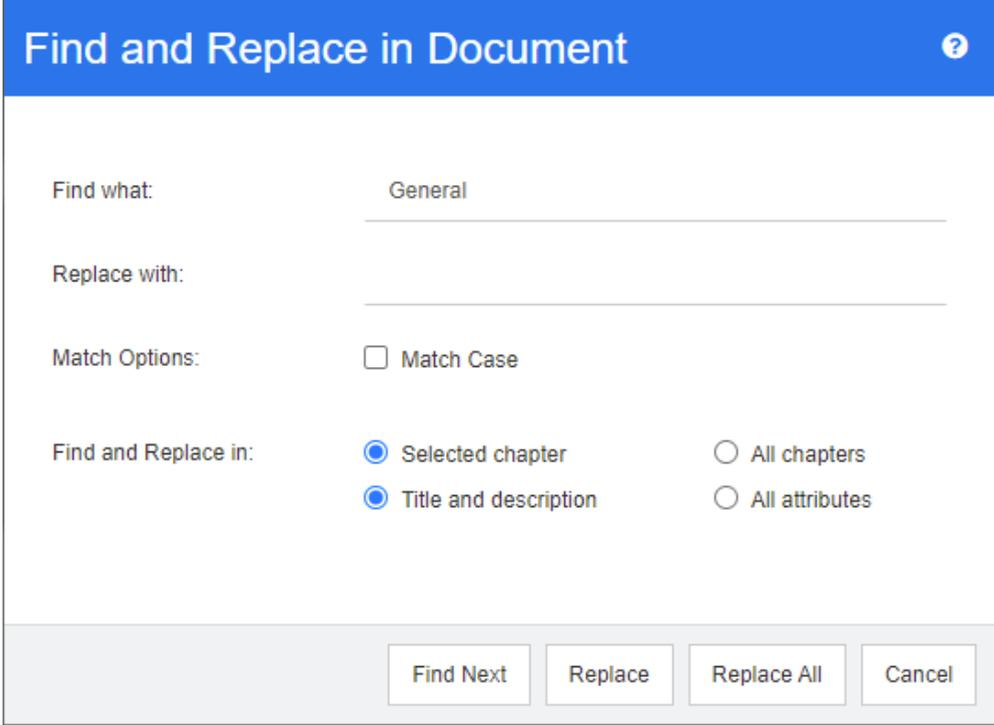 Find and Replace in Document
Find what: General
Replace with:
Match Options: Match Case
Find and Replace in: Selected chapter All chapters
Title and description All attributes
Find Next Replace Replace All Cancel